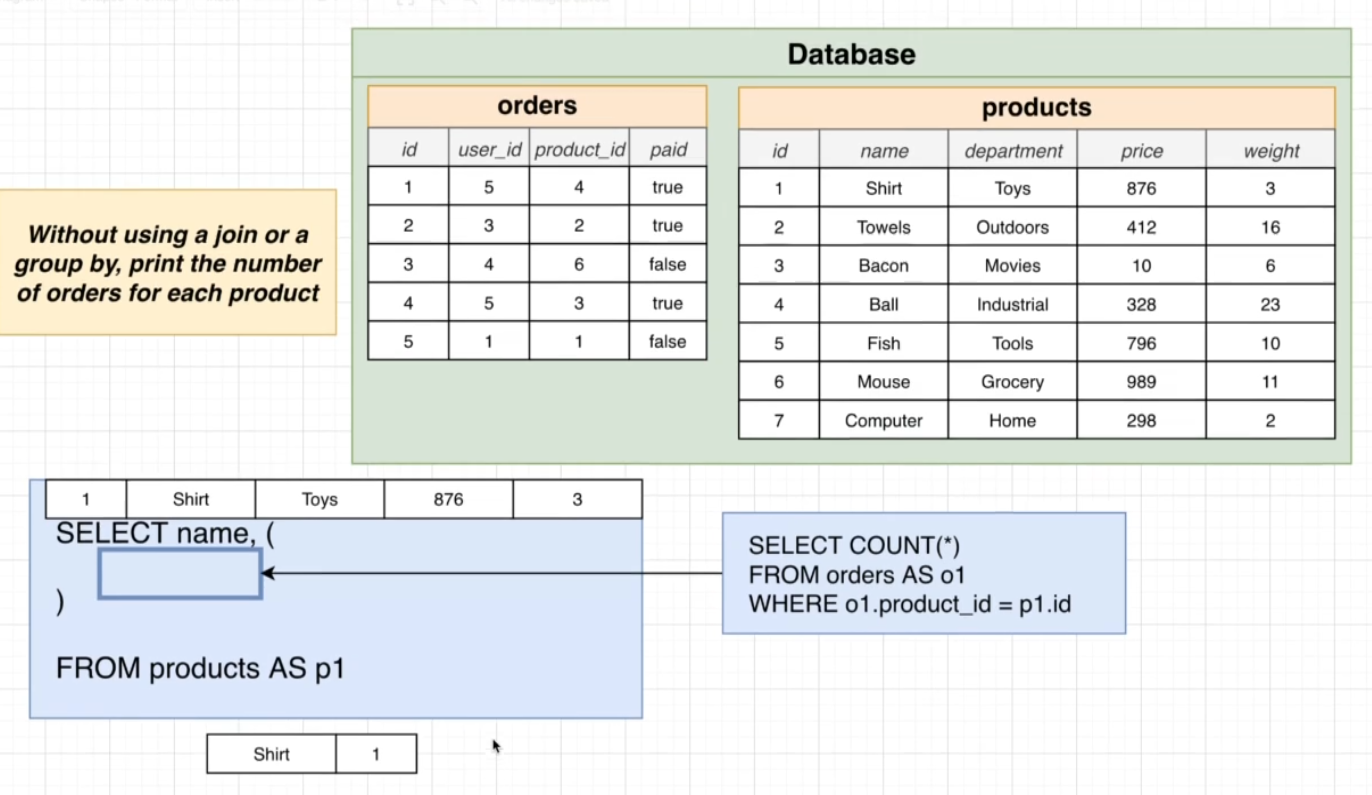 Database
orders
id user_id product_id paid
1 5 4 true
2 3 2 true
3 4 6 false
4 5 3 true
5 1 1 false
products
id name department price weight
1 Shirt Toys 876 3
2 Towels Outdoors 412 16
3 Bacon Movies 10 6
4 Ball Industrial 328 23
5 Fish Tools 796 10
6 Mouse Grocery 989 11
7 Computer Home 298 2
Without using a join or a
group by, print the number
of orders for each product
1 Shirt Toys 876 3
SELECT name, (
)
FROM products AS p1
SELECT COUNT(*)
FROM orders AS o1
WHERE o1.product_id = p1.id
Shirt 1